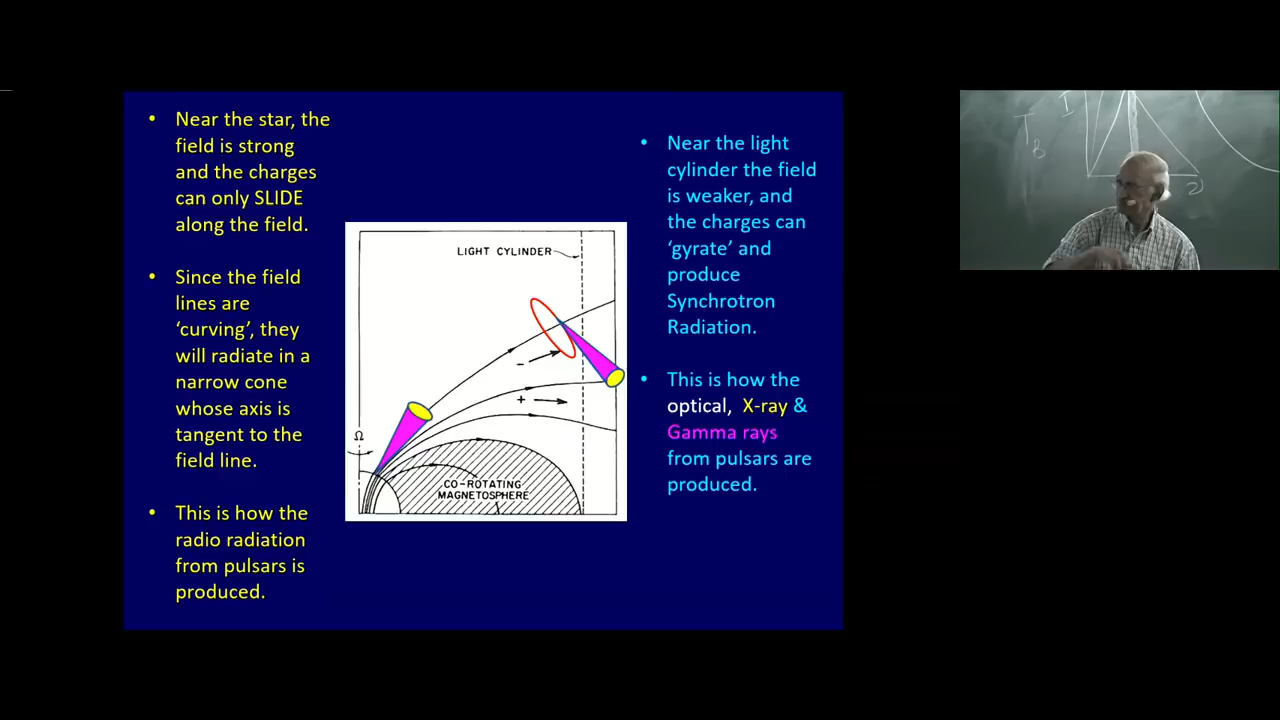 • Near the star, the
field is strong
and the charges
can only SLIDE
along the field.
• Since the field
lines are
‘curving’, they
will radiate in a
narrow cone
whose axis is
tangent to the
field line.
• This is how the
radio radiation
from pulsars is
produced.
LIGHT CYLINDER
-
+
Ω
CO-ROTATING
MAGNETOSPHERE
• Near the light
cylinder the field
is weaker, and
the charges can
‘gyrate’ and
produce
Synchrotron
Radiation.
• This is how the
optical, X-ray &
Gamma rays
from pulsars are
produced.
I
T_B
ν